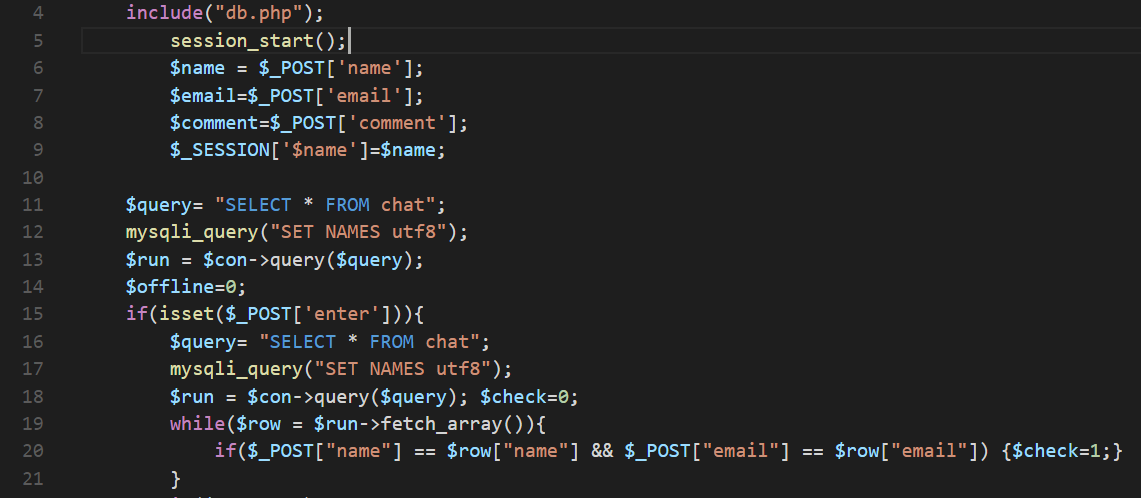 4 include("db.php");
5 session_start();
6 $name = $_POST['name'];
7 $email=$_POST['email'];
8 $comment=$_POST['comment'];
9 $_SESSION['$name']=$name;
10
11 $query= "SELECT * FROM chat";
12 mysqli_query("SET NAMES utf8");
13 $run = $con->query($query);
14 $offline=0;
15 if(isset($_POST['enter'])){
16 $query= "SELECT * FROM chat";
17 mysqli_query("SET NAMES utf8");
18 $run = $con->query($query); $check=0;
19 while($row = $run->fetch_array()){
20 if($_POST["name"] == $row["name"] && $_POST["email"] == $row["email"]) {$check=1;}
21 }